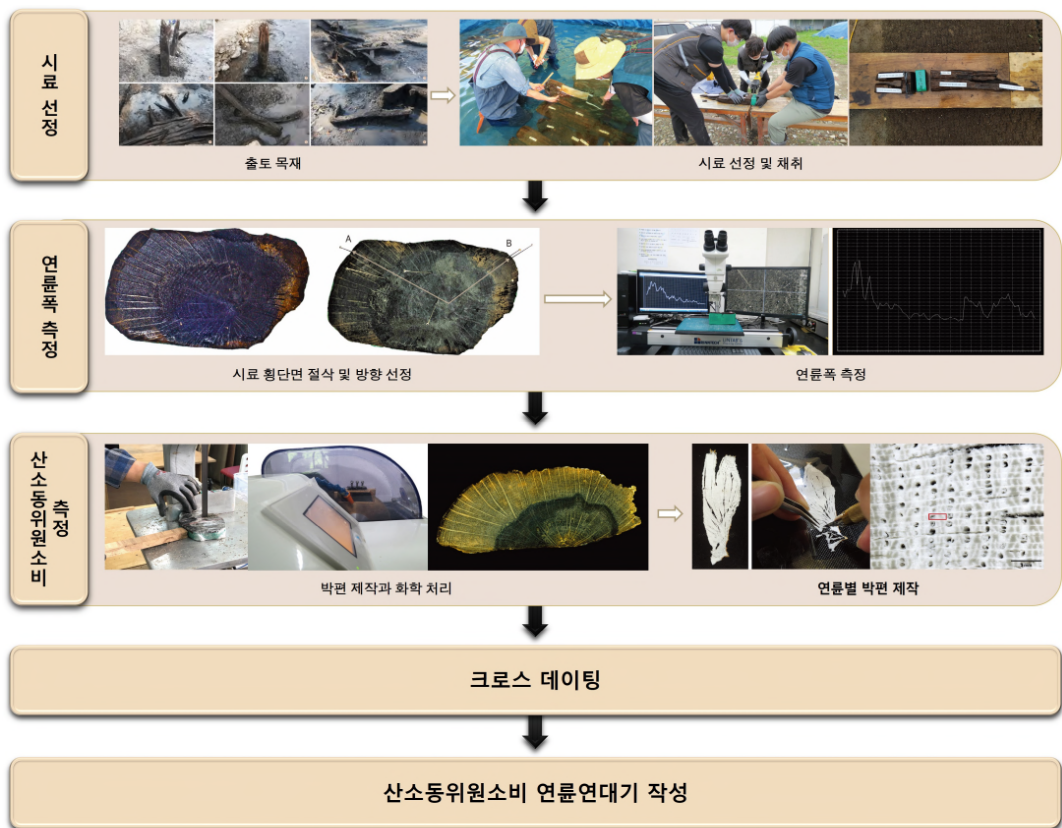 시료 선정
출토 목재
시료 선정 및 채취
연륜폭 측정
A
B
시료 횡단면 절삭 및 방향 선정
연륜폭 측정
산소동위원소비
측정
박편 제작과 화학 처리
연륜별 박편 제작
크로스 데이팅
산소동위원소비 연륜연대기 작성